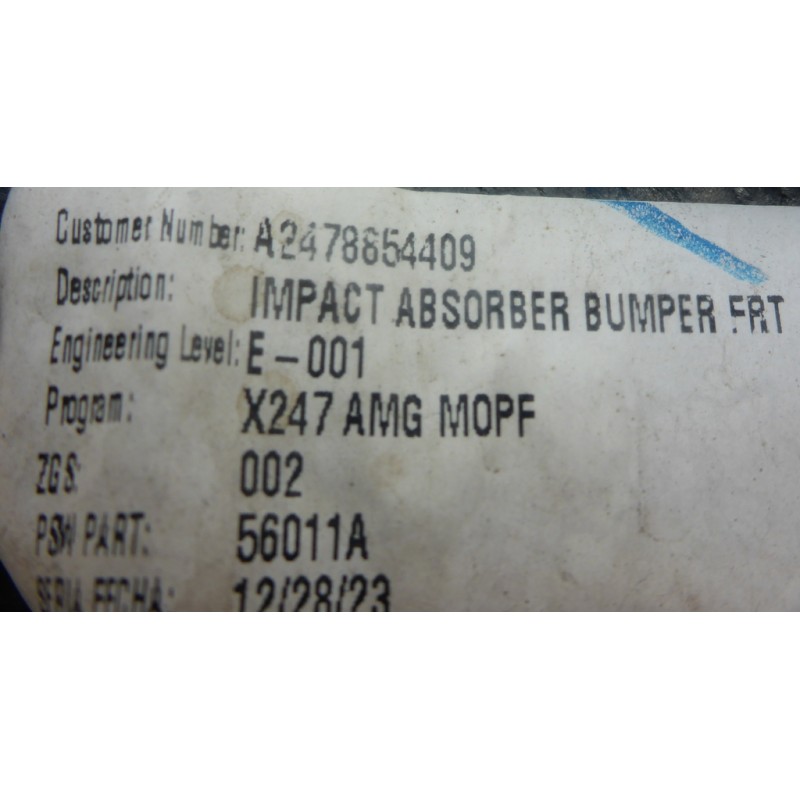 Customer Number: A2478854409
Description: IMPACT ABSORBER BUMPER FRT
Engineering Level: E-001
Program: X247 AMG MOPF
ZGS: 002
PSW PART: 56011A
FECHA: 12/28/23